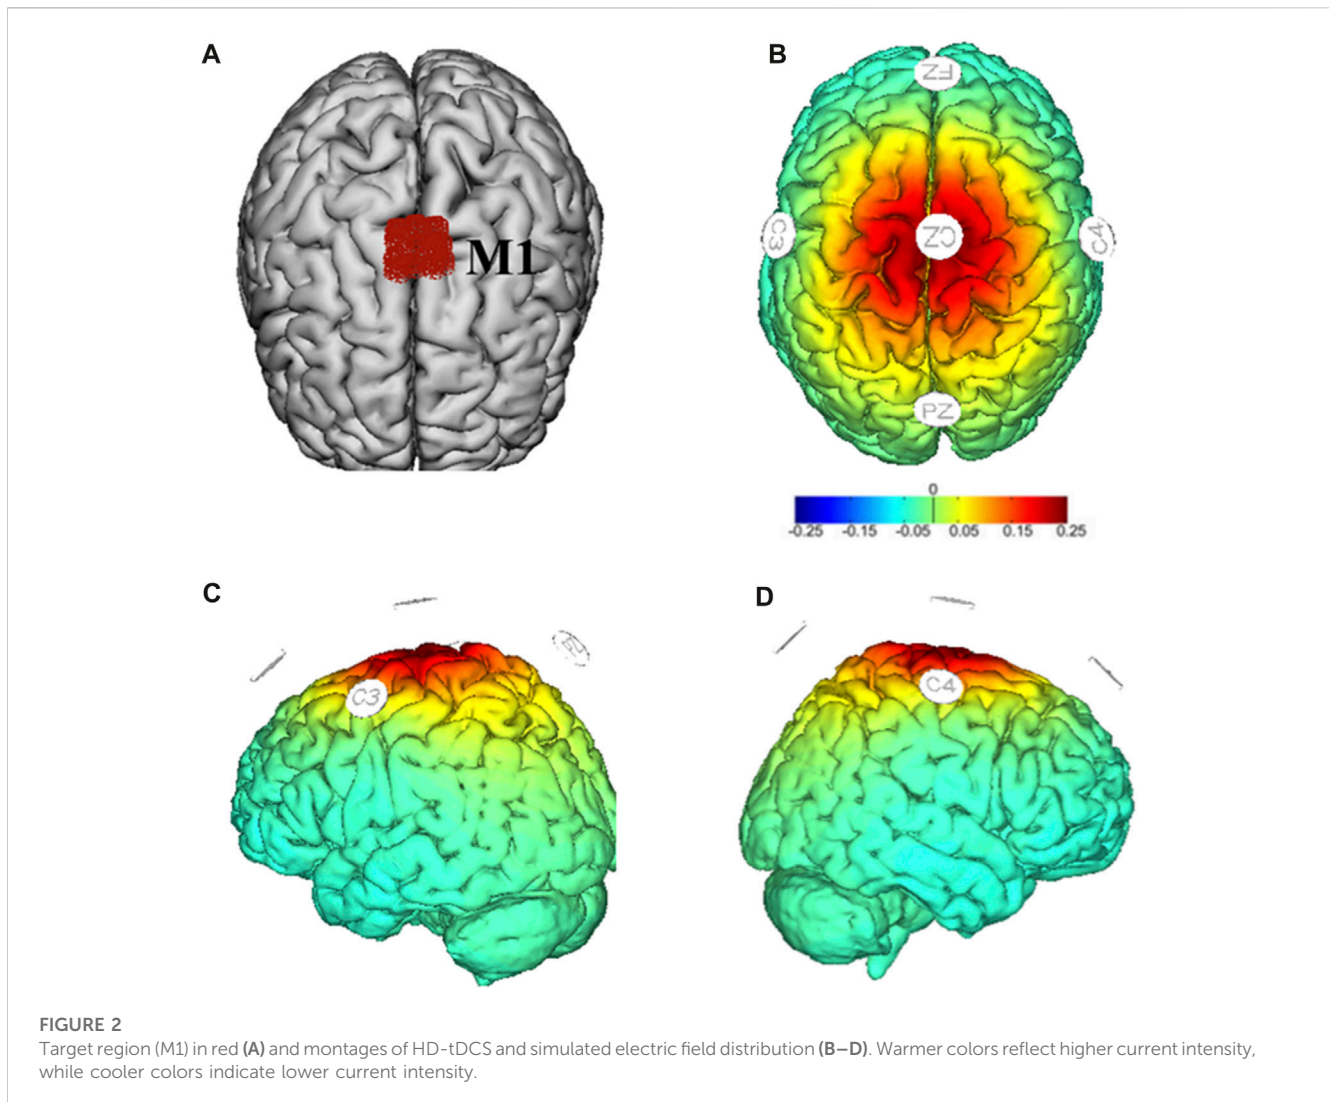 A
B
FZ
M1
C3
CZ
C4
PZ
0
-0.25 -0.15 -0.05 0.05 0.15 0.25
C
D
C3
C4
FIGURE 2
Target region (M1) in red (A) and montages of HD-tDCS and simulated electric field distribution (B–D). Warmer colors reflect higher current intensity,
while cooler colors indicate lower current intensity.